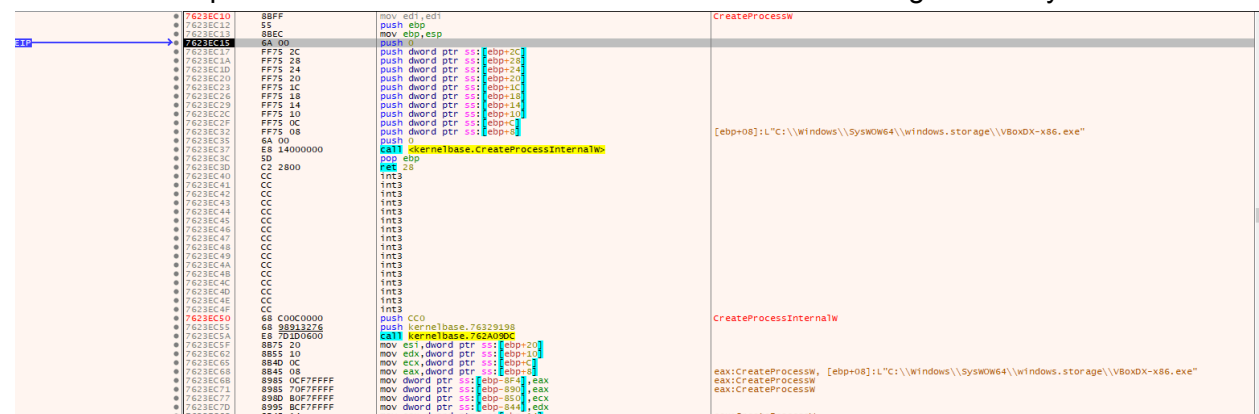 7623EC10 8BFF mov edi,edi CreateProcessW
7623EC12 55 push ebp
7623EC13 8BEC mov ebp,esp
EIP 7623EC15 6A 00 push 0
7623EC17 FF75 2C push dword ptr ss:[ebp+2C]
7623EC1A FF75 28 push dword ptr ss:[ebp+28]
7623EC1D FF75 24 push dword ptr ss:[ebp+24]
7623EC20 FF75 20 push dword ptr ss:[ebp+20]
7623EC23 FF75 1C push dword ptr ss:[ebp+1C]
7623EC26 FF75 18 push dword ptr ss:[ebp+18]
7623EC29 FF75 14 push dword ptr ss:[ebp+14]
7623EC2C FF75 10 push dword ptr ss:[ebp+10]
7623EC2F FF75 0C push dword ptr ss:[ebp+C]
7623EC32 FF75 08 push dword ptr ss:[ebp+8] [ebp+08]:L"C:\\Windows\\SysWOW64\\windows.storage\\VBoxDX-x86.exe"
7623EC35 6A 00 push 0
7623EC37 E8 14000000 call <kernelbase.CreateProcessInternalW>
7623EC3C 5D pop ebp
7623EC3D C2 2800 ret 28
7623EC40 CC int3
7623EC41 CC int3
7623EC42 CC int3
7623EC43 CC int3
7623EC44 CC int3
7623EC45 CC int3
7623EC46 CC int3
7623EC47 CC int3
7623EC48 CC int3
7623EC49 CC int3
7623EC4A CC int3
7623EC4B CC int3
7623EC4C CC int3
7623EC4D CC int3
7623EC4E CC int3
7623EC4F CC int3
7623EC50 68 C00C0000 push CC0 CreateProcessInternalW
7623EC55 68 98913276 push kernelbase.76329198
7623EC5A E8 7D1D0600 call kernelbase.762A09DC
7623EC5F 8B75 20 mov esi,dword ptr ss:[ebp+20]
7623EC62 8B55 10 mov edx,dword ptr ss:[ebp+10]
7623EC65 8B4D 0C mov ecx,dword ptr ss:[ebp+C]
7623EC68 8B45 08 mov eax,dword ptr ss:[ebp+8] eax:CreateProcessW, [ebp+08]:L"C:\\Windows\\SysWOW64\\windows.storage\\VBoxDX-x86.exe"
7623EC6B 8985 0CF7FFFF mov dword ptr ss:[ebp-8F4],eax eax:CreateProcessW
7623EC71 8985 70F7FFFF mov dword ptr ss:[ebp-890],eax eax:CreateProcessW
7623EC77 898D B0F7FFFF mov dword ptr ss:[ebp-850],ecx
7623EC7D 8995 BCF7FFFF mov dword ptr ss:[ebp-844],edx